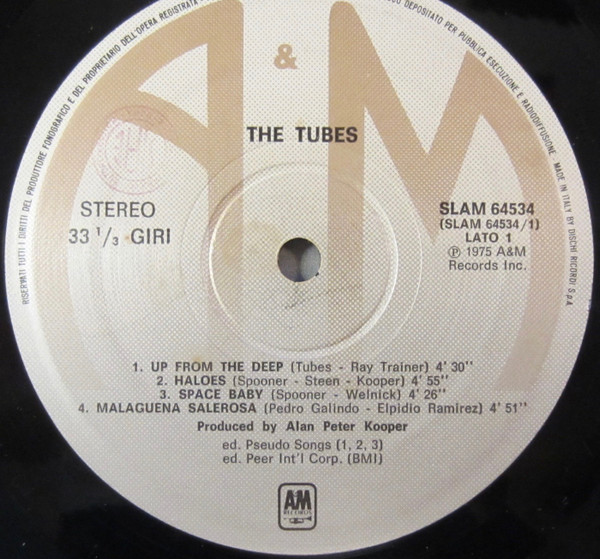 RISERVATI TUTTI I DIRITTI DEL PRODUTTORE FONOGRAFICO E DEL PROPRIETARIO DELL'OPERA REGISTRATA
DEPOSITATO PER PUBBLICA ESECUZIONE E RADIODIFFUSIONE.
MADE IN ITALY BY DISCHI RICORDI S.p.A.
A & M
THE TUBES
STEREO
33 1/3 GIRI
SLAM 64534
(SLAM 64534/1)
LATO 1
℗ 1975 A&M
Records Inc.
1. UP FROM THE DEEP (Tubes - Ray Trainer) 4' 30''
2. HALOES (Spooner - Steen - Kooper) 4' 55''
3. SPACE BABY (Spooner - Welnick) 4' 26''
4. MALAGUENA SALEROSA (Pedro Galindo - Elpidio Ramirez) 4' 51''
Produced by Alan Peter Kooper
ed. Pseudo Songs (1, 2, 3)
ed. Peer Int'l Corp. (BMI)
AM
RECORDS